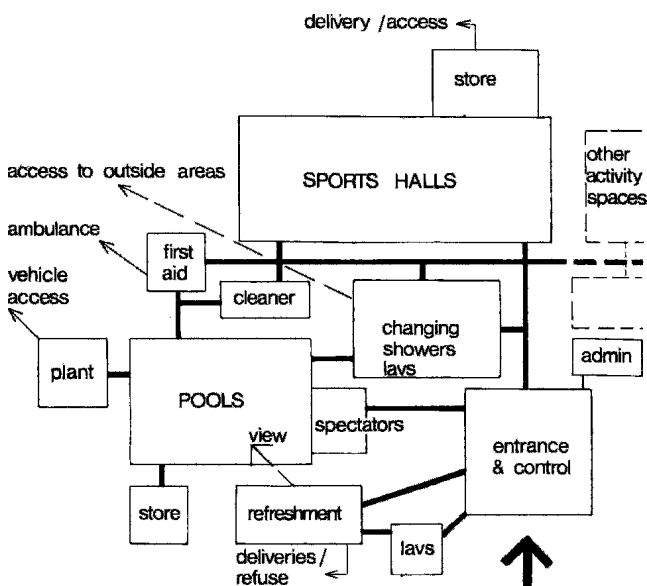 delivery / access
store
access to outside areas
SPORTS HALLS
other
activity
spaces
ambulance
first
aid
vehicle
access
cleaner
changing
showers
lavs
admin
plant
POOLS
view
spectators
entrance
& control
store
refreshment
lavs
deliveries /
refuse